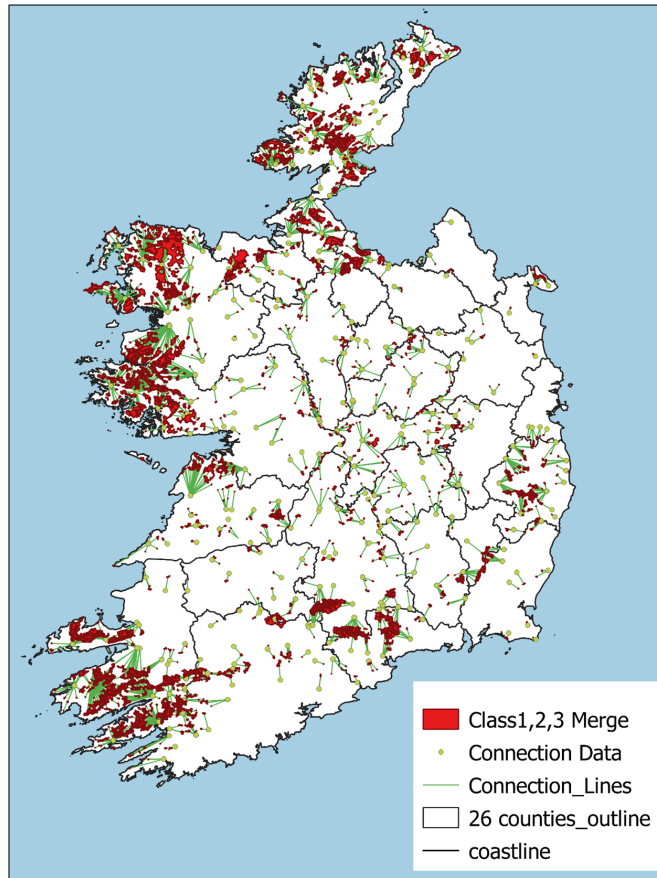 Class1,2,3 Merge
Connection Data
Connection_Lines
26 counties_outline
coastline